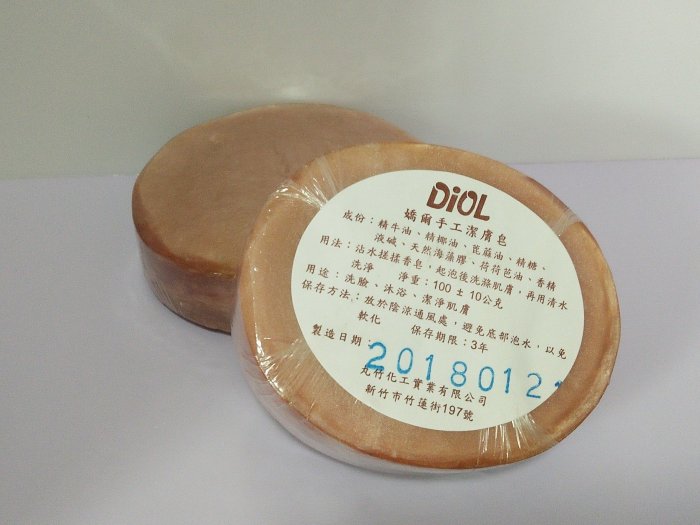 DiOL
嬌爾手工潔膚皂
成份：精牛油、精椰油、蓖蔴油、精糖、
液碱、天然海藻膠、荷荷芭油、香精
用法：沾水搓揉香皂，起泡後洗滌肌膚，再用清水
洗淨 淨重：100±10公克
用途：洗臉、沐浴、潔淨肌膚
保存方法：放於陰涼通風處，避免底部泡水，以免
軟化 保存期限：3年
製造日期：2018012
丸竹化工實業有限公司
新竹市竹蓮街197號